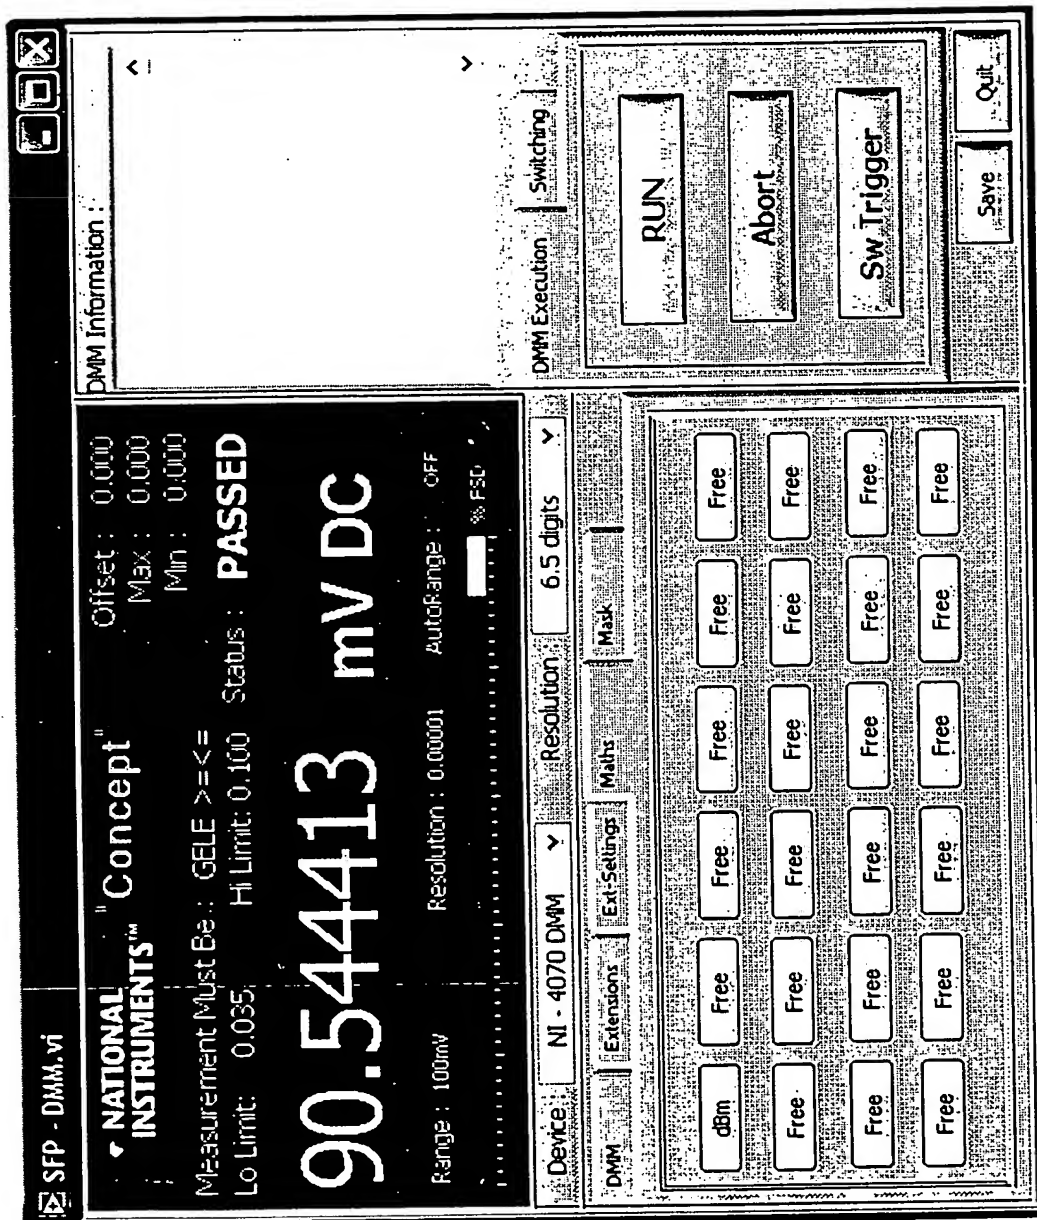 SFP - DMM.vi
NATIONAL
INSTRUMENTS™ "Concept"
Offset : 0.000
Max : 0.000
Min : 0.000
Measurement Must Be : GELE > = < =
Lo Limit: 0.035 Hi Limit: 0.100 Status : PASSED
90.54413 mV DC
Range : 100mV Resolution : 0.00001 AutoRange : OFF
% FSD
DMM Information :
Device : NI - 4070 DMM Resolution : 6.5 digits
DMM Extensions Ext-Settings Maths Mask
dBm Free Free Free Free Free
Free Free Free Free Free Free
Free Free Free Free Free Free
Free Free Free Free Free Free
DMM Execution Switching
RUN
Abort
Sw Trigger
Save Quit